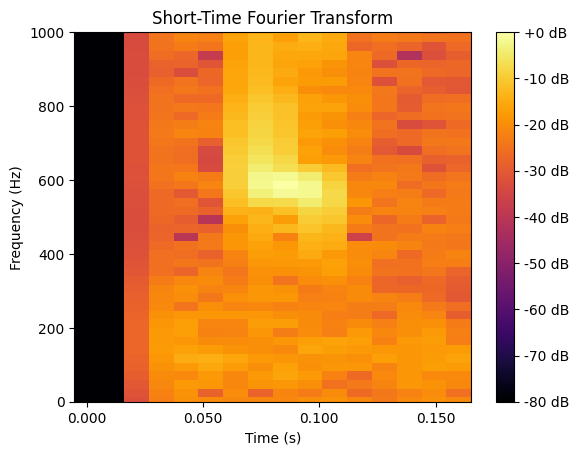 Short-Time Fourier Transform
Frequency (Hz)
1000
800
600
400
200
0
0.000
0.050
0.100
0.150
Time (s)
+0 dB
-10 dB
-20 dB
-30 dB
-40 dB
-50 dB
-60 dB
-70 dB
-80 dB